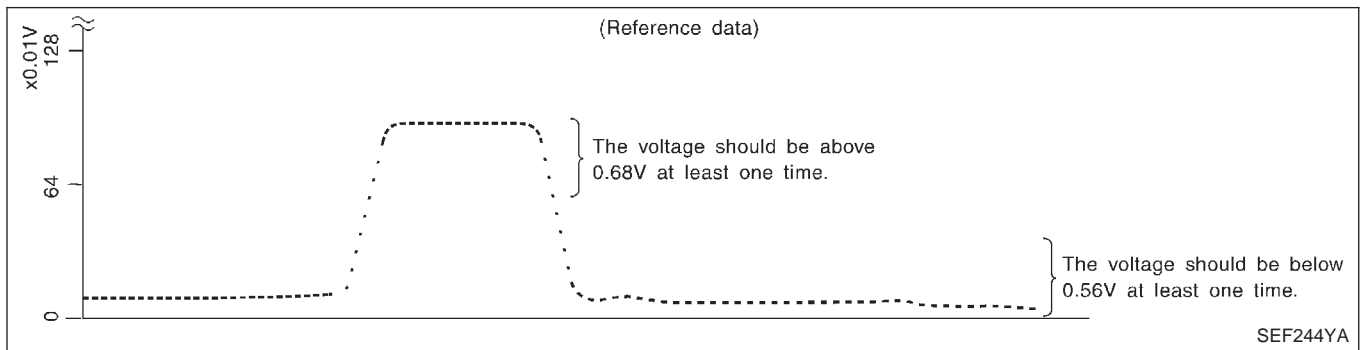 (Reference data)
x0.01V
128
64
0
The voltage should be above
0.68V at least one time.
The voltage should be below
0.56V at least one time.
SEF244YA